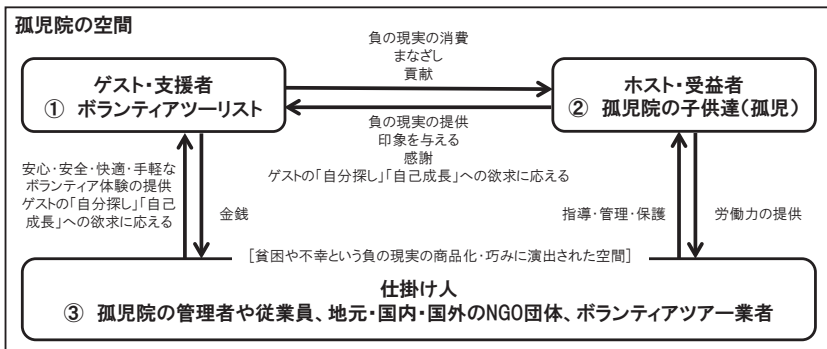 孤児院の空間
負の現実の消費
まなざし
貢献
ゲスト・支援者
① ボランティアツーリスト
ホスト・受益者
② 孤児院の子供達（孤児）
負の現実の提供
印象を与える
感謝
ゲストの「自分探し」「自己成長」への欲求に応える
安心・安全・快適・手軽な
ボランティア体験の提供
ゲストの「自分探し」「自己
成長」への欲求に応える
金銭
指導・管理・保護
労働力の提供
［貧困や不幸という負の現実の商品化・巧みに演出された空間］
仕掛け人
③ 孤児院の管理者や従業員、地元・国内・国外のNGO団体、ボランティアツアー業者